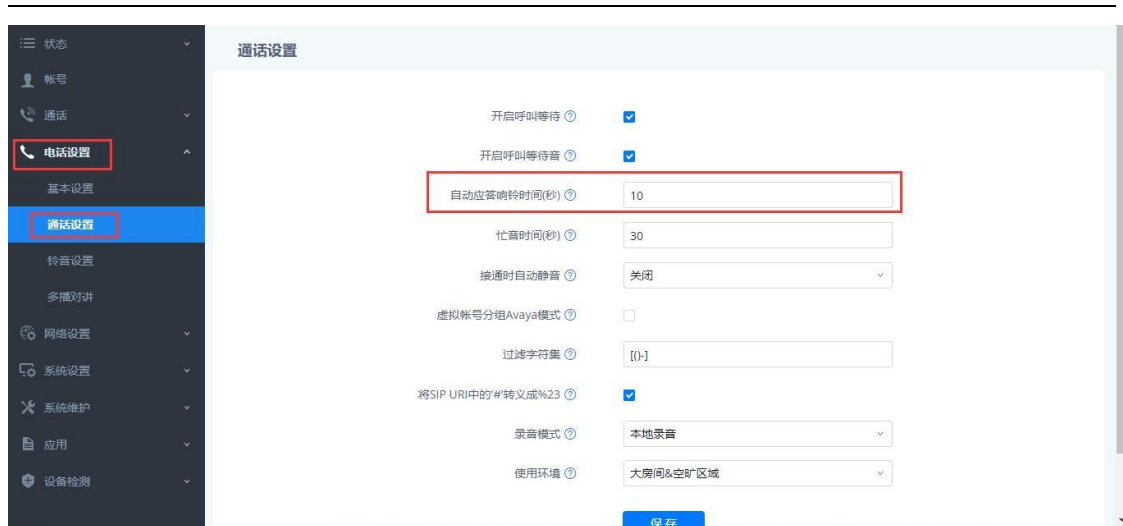 状态
帐号
通话
电话设置
基本设置
通话设置
铃音设置
多播对讲
网络设置
系统设置
系统维护
应用
设备检测
通话设置
开启呼叫等待
开启呼叫等待音
自动应答响铃时间(秒) 10
忙音时间(秒) 30
接通时自动静音 关闭
虚拟帐号分组Avaya模式
过滤字符集 [()-]
将SIP URI中的'#'转义成%23
录音模式 本地录音
使用环境 大房间&空旷区域
保存